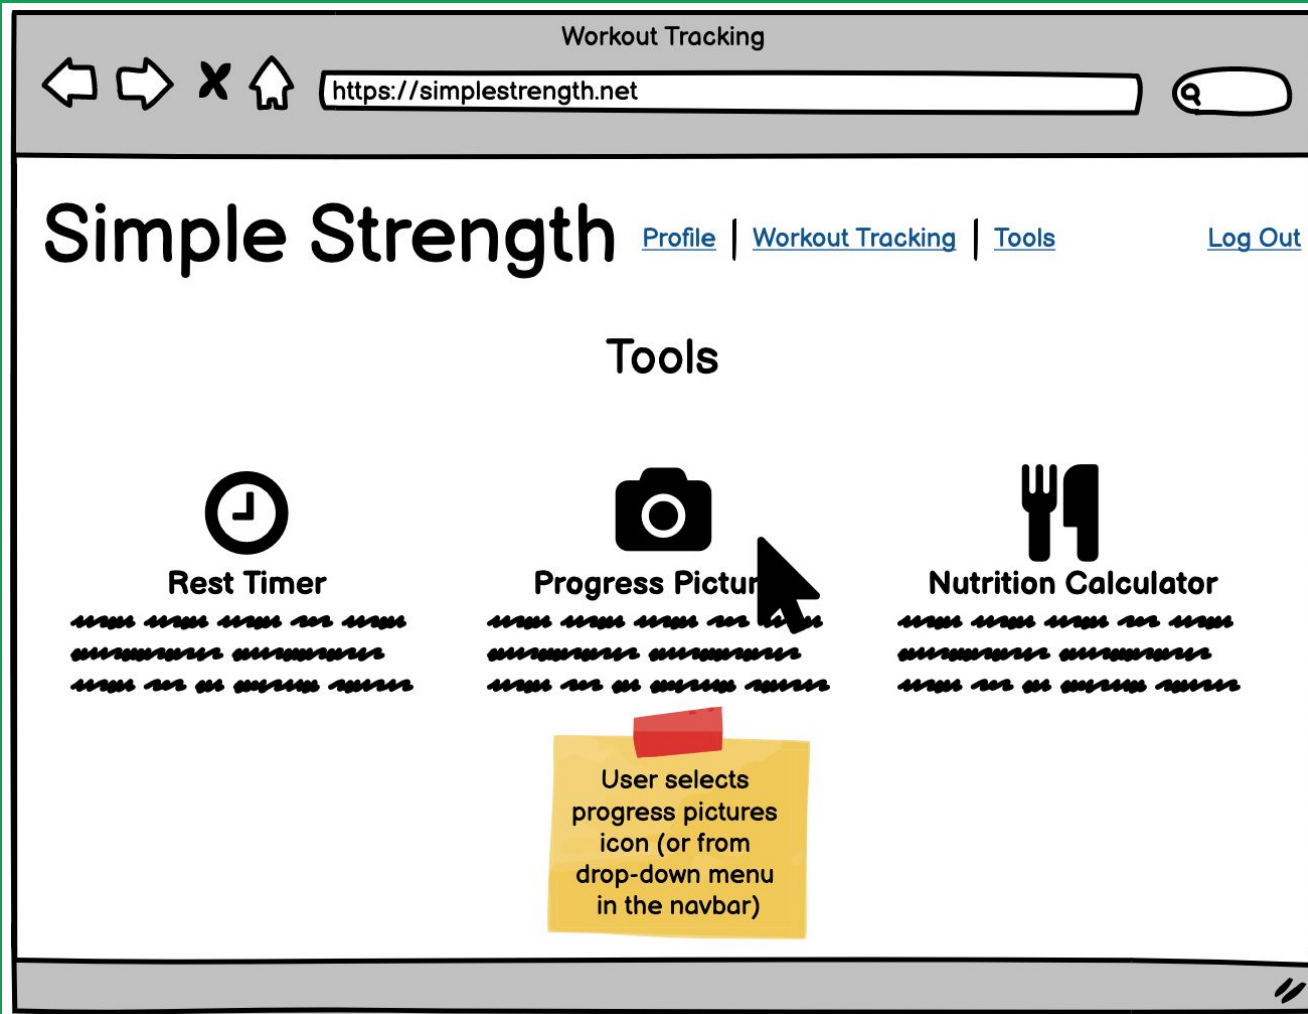 Workout Tracking
https://simplestrength.net
Simple Strength Profile | Workout Tracking | Tools Log Out
Tools
Rest Timer Progress Pictur Nutrition Calculator
User selects
progress pictures
icon (or from
drop-down menu
in the navbar)